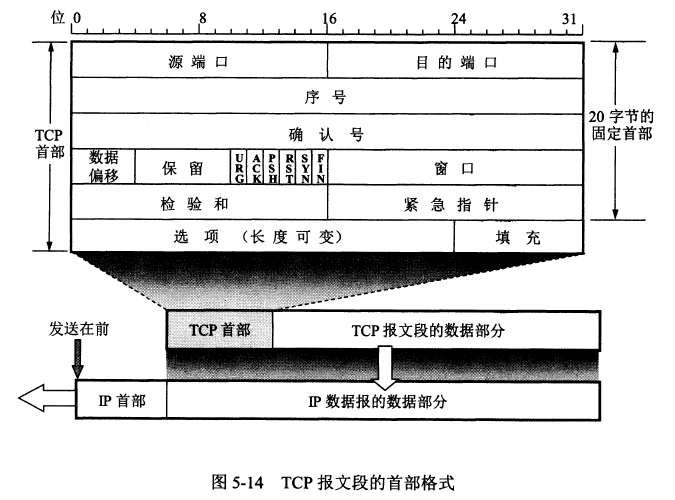 位 0 8 16 24 31
源端口 目的端口
序号
TCP
首部
确认号
20 字节的
固定首部
数据
偏移
保留
URG
ACK
PSH
RST
SYN
FIN
窗口
检验和 紧急指针
选项 (长度可变) 填充
TCP 首部 TCP 报文段的数据部分
发送在前
IP 首部 IP 数据报的数据部分
图 5-14 TCP 报文段的首部格式